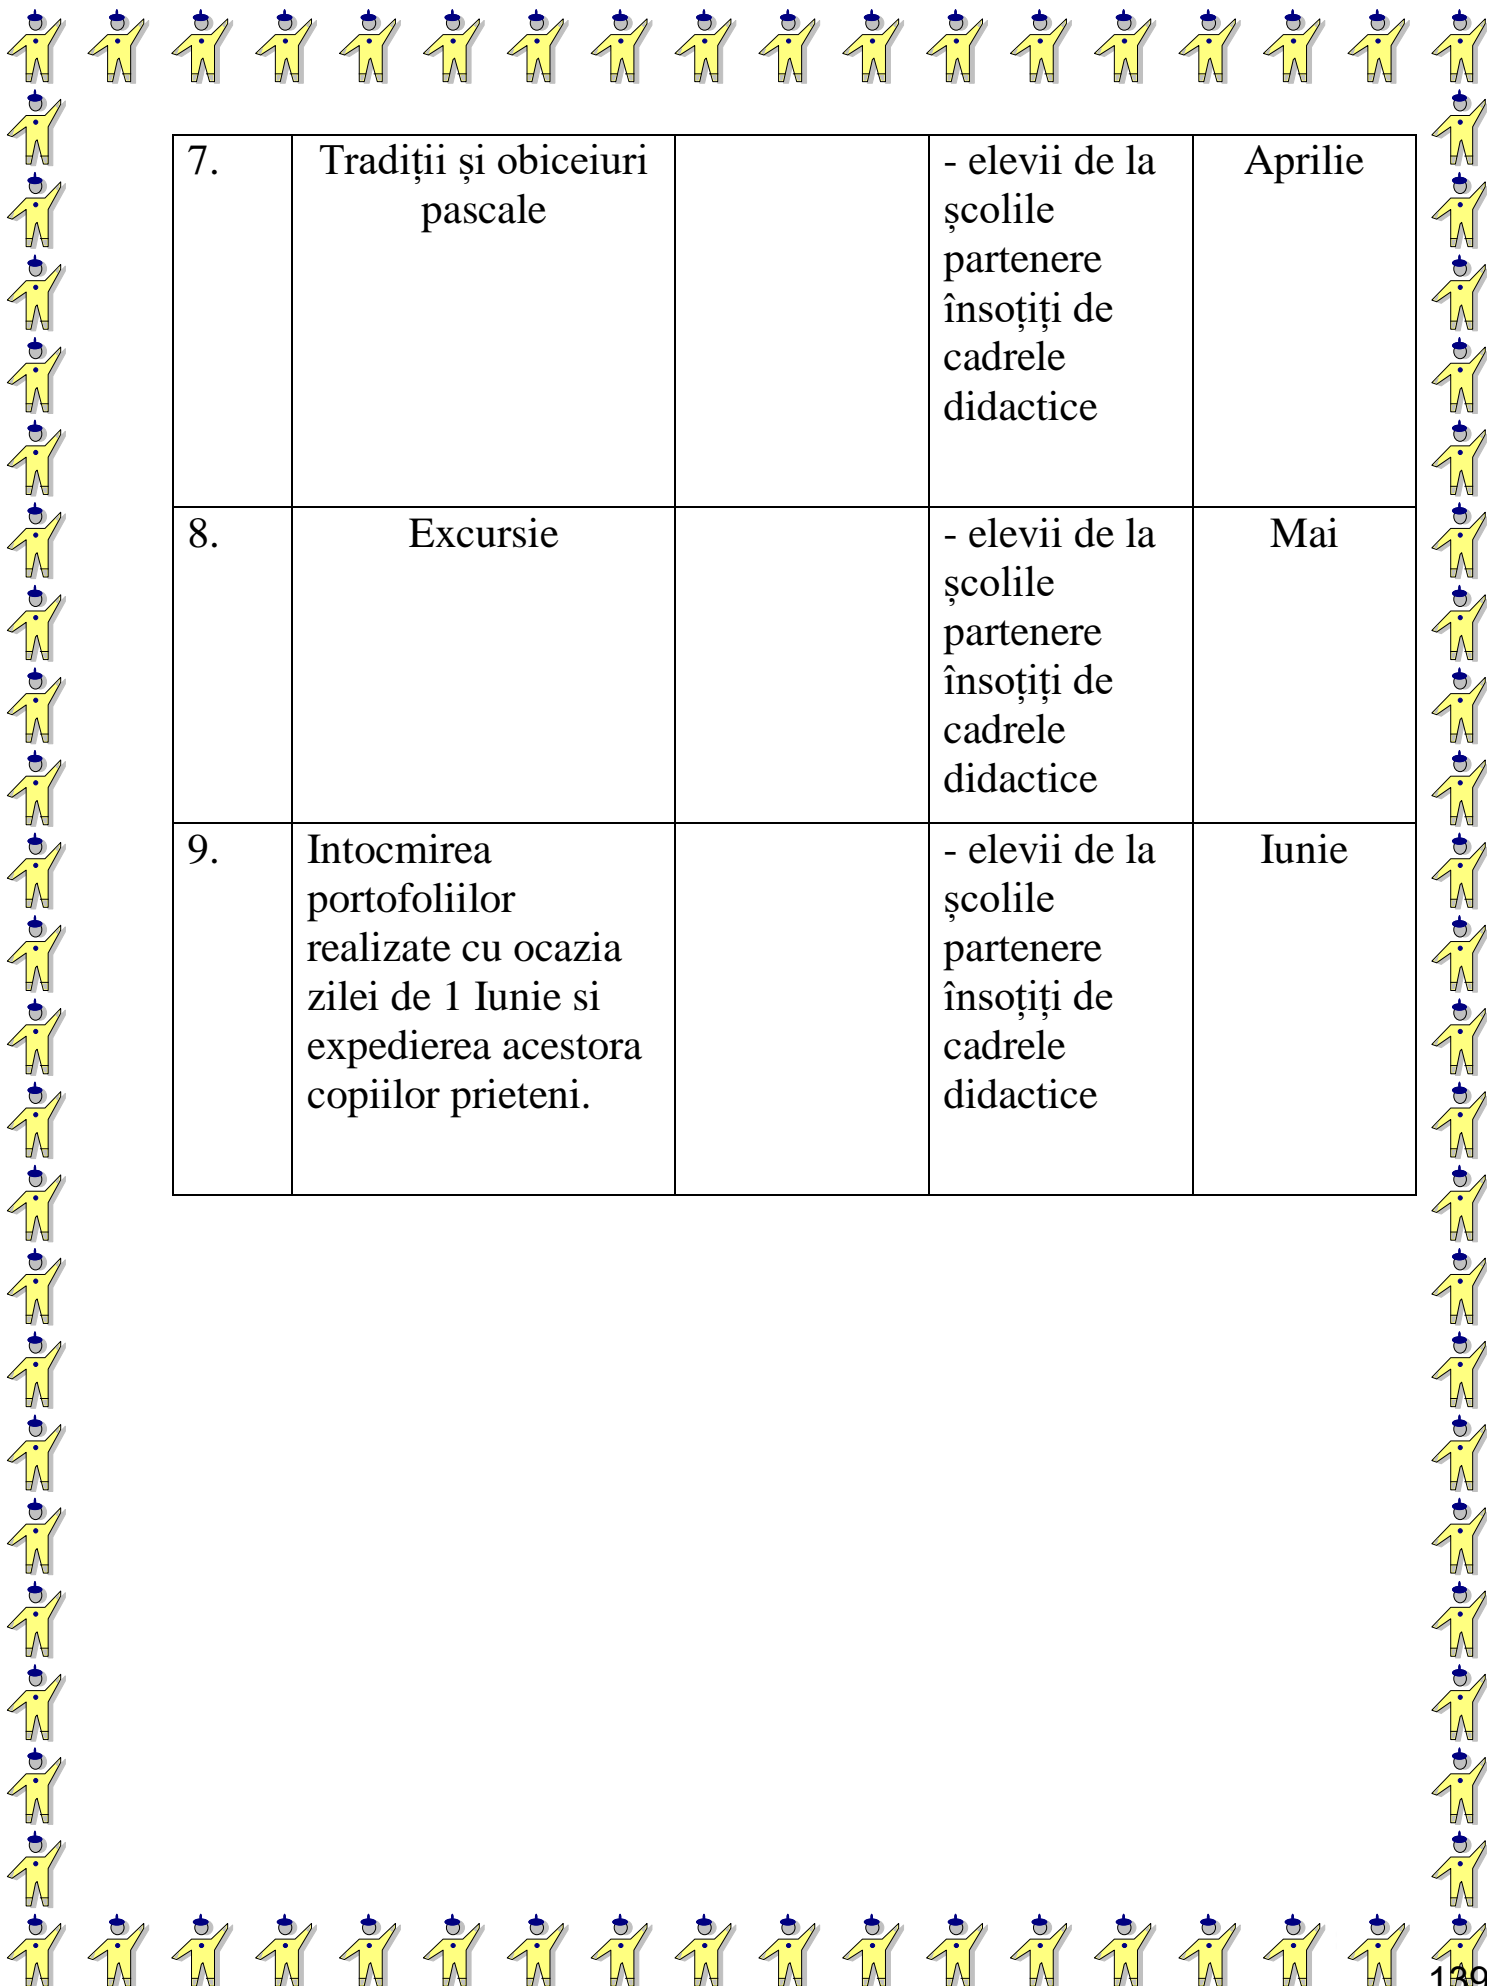 7.
Tradiții și obiceiuri
pascale
- elevii de la
școlile
partenere
însoțiți de
cadrele
didactice
Aprilie
8.
Excursie
- elevii de la
școlile
partenere
însoțiți de
cadrele
didactice
Mai
9.
Intocmirea
portofoliilor
realizate cu ocazia
zilei de 1 Iunie si
expedierea acestora
copiilor prieteni.
- elevii de la
școlile
partenere
însoțiți de
cadrele
didactice
Iunie
139